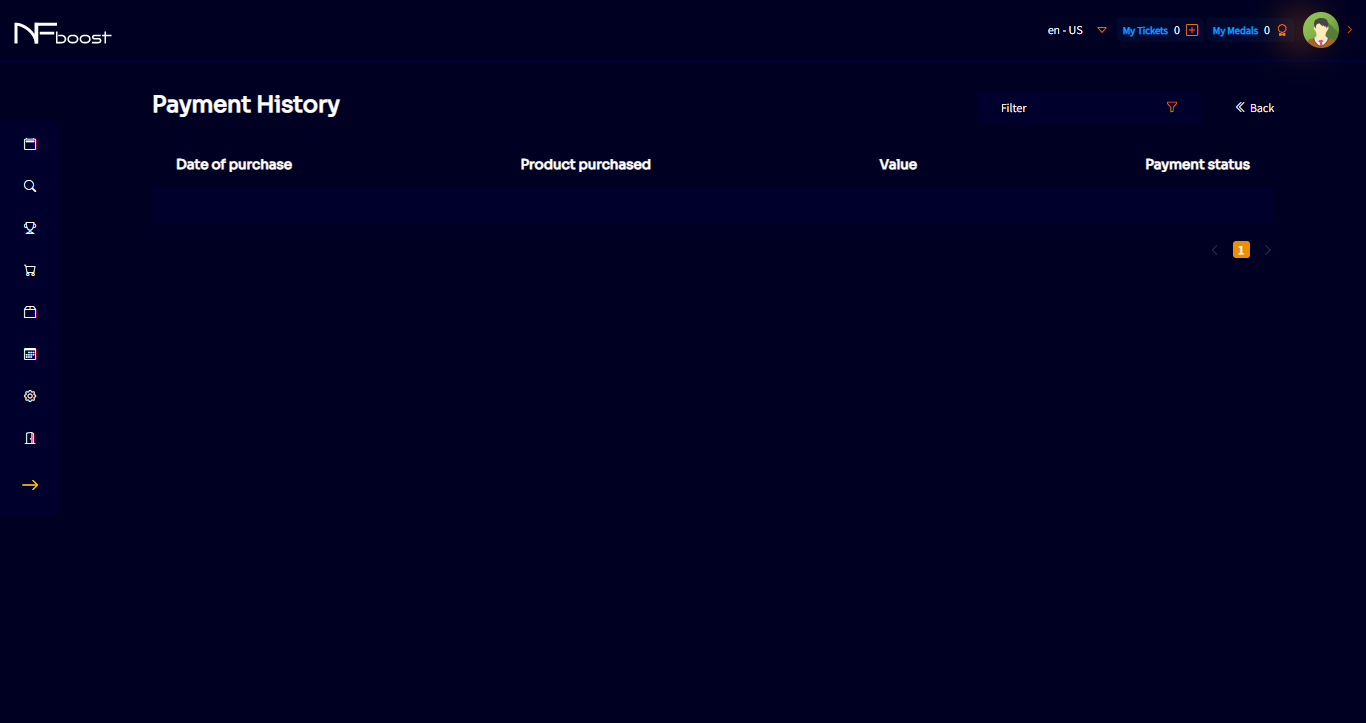 NFboost
en - US
My Tickets 0
My Medals 0
Payment History
Filter
Back
Date of purchase Product purchased Value Payment status
1